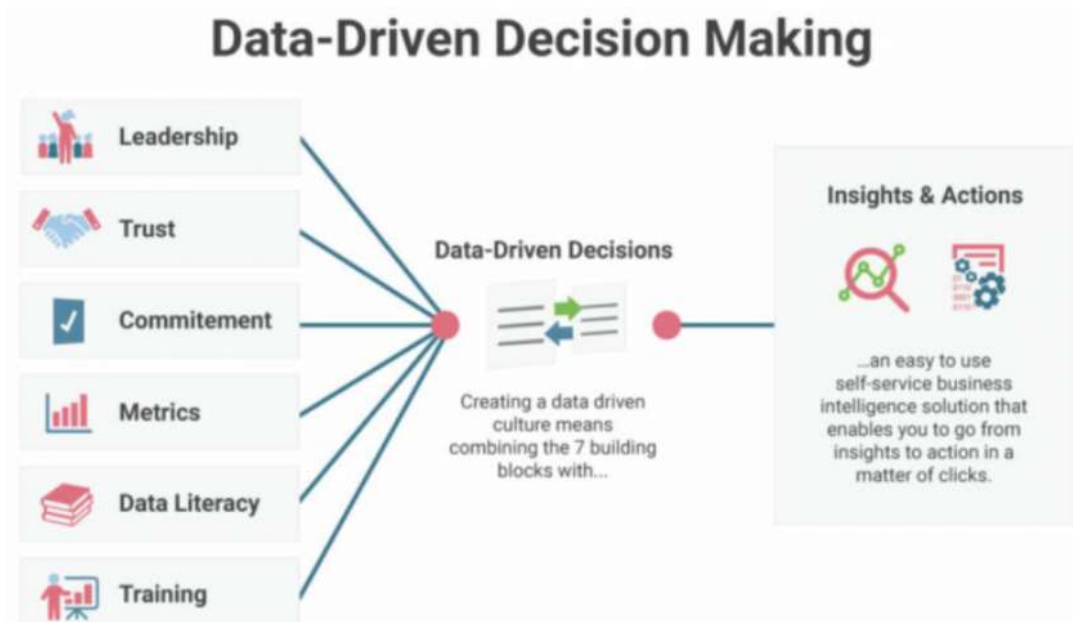 Data-Driven Decision Making
Leadership
Trust
Commitement
Metrics
Data Literacy
Training
Data-Driven Decisions
Creating a data driven
culture means
combining the 7 building
blocks with...
Insights & Actions
...an easy to use
self-service business
intelligence solution that
enables you to go from
insights to action in a
matter of clicks.